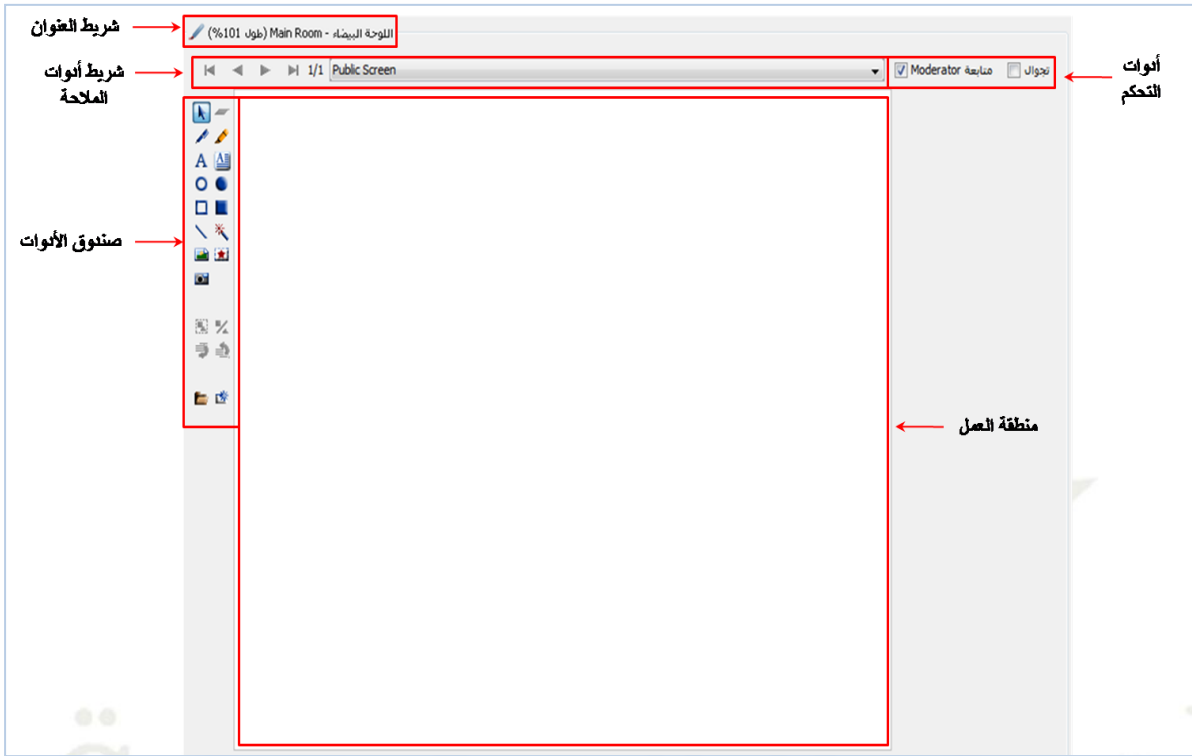 شريط العنوان
اللوحة البيضاء - Main Room (طول 101%)
شريط أدوات
الملاحة
1/1 Public Screen
متابعة Moderator
تجوال
أدوات
التحكم
A A
صندوق الأدوات
منطقة العمل